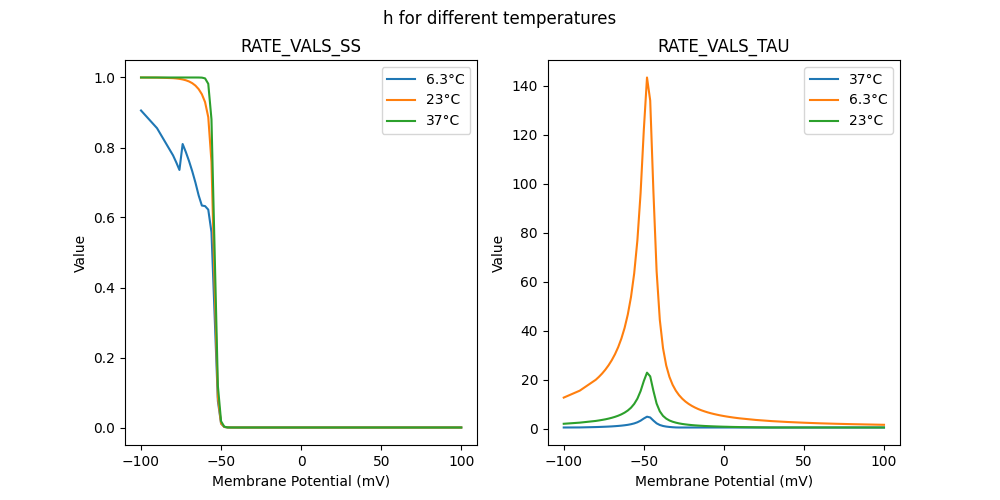 h for different temperatures
RATE_VALS_SS
1.0
0.8
0.6
0.4
0.2
0.0
Value
−100
−50
0
50
100
Membrane Potential (mV)
6.3°C
23°C
37°C
RATE_VALS_TAU
140
120
100
80
60
40
20
0
Value
−100
−50
0
50
100
Membrane Potential (mV)
37°C
6.3°C
23°C